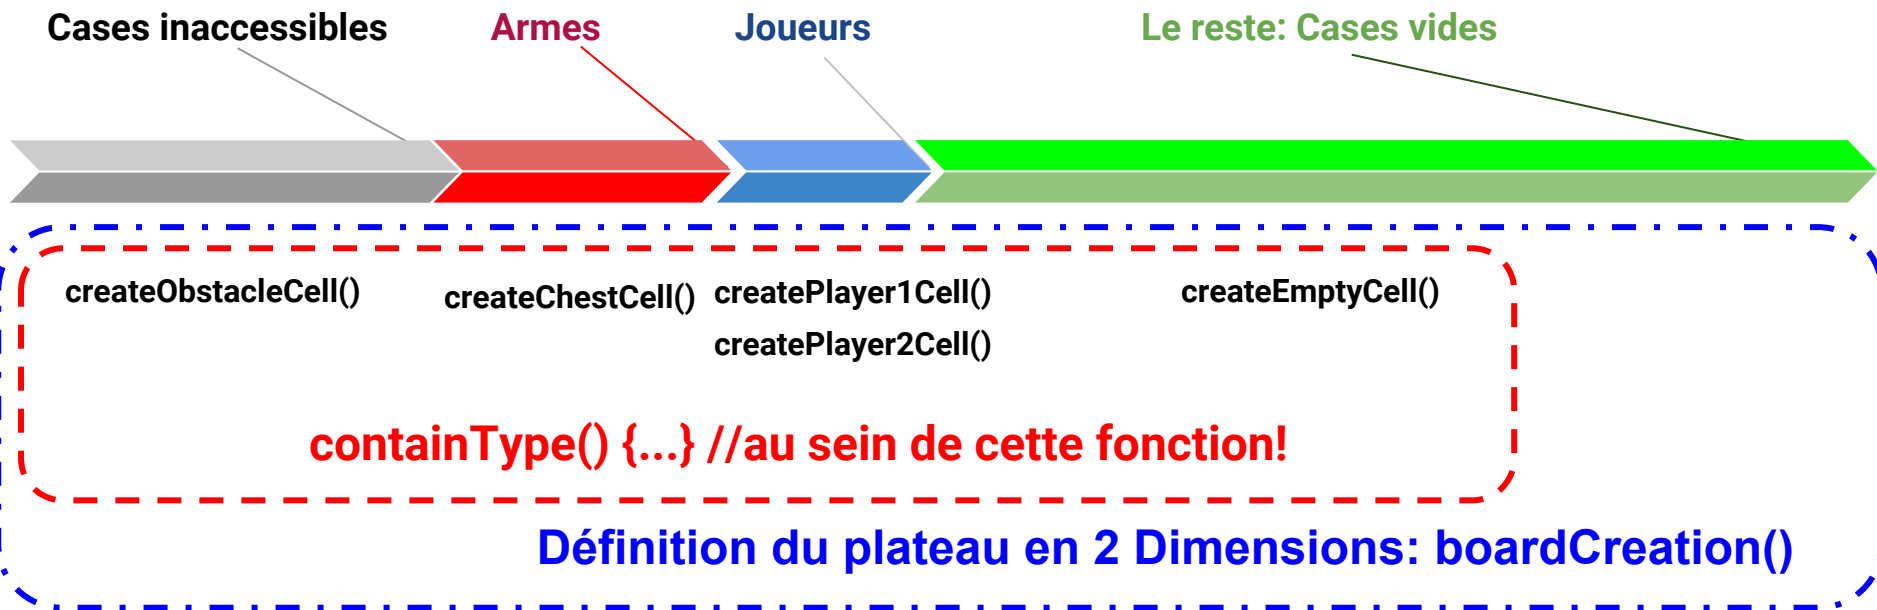 Cases inaccessibles
Armes
Joueurs
Le reste: Cases vides
createObstacleCell()
createChestCell()
createPlayer1Cell()
createPlayer2Cell()
createEmptyCell()
containType() {...} //au sein de cette fonction!
Définition du plateau en 2 Dimensions: boardCreation()